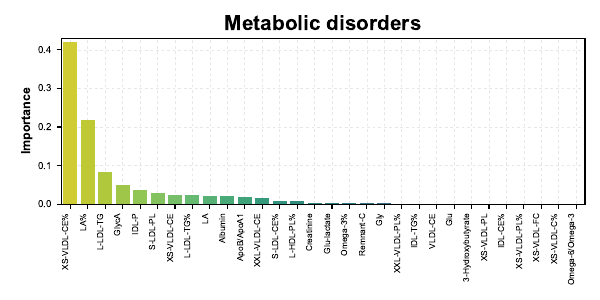 Metabolic disorders
Importance
0.4
0.3
0.2
0.1
0.0
XS-VLDL-CE%
LA%
L-LDL-TG
GlycA
IDL-P
S-LDL-PL
XS-VLDL-CE
L-LDL-TG%
LA
Albumin
ApoB/ApoA1
XXL-VLDL-CE
S-LDL-CE%
L-HDL-PL%
Creatinine
Glu-lactate
Omega-3%
Remnant-C
Gly
XXL-VLDL-PL%
IDL-TG%
VLDL-CE
Glu
3-Hydroxybutyrate
XS-VLDL-PL
IDL-CE%
XS-VLDL-PL%
XS-VLDL-FC
XS-VLDL-C%
Omega-6/Omega-3